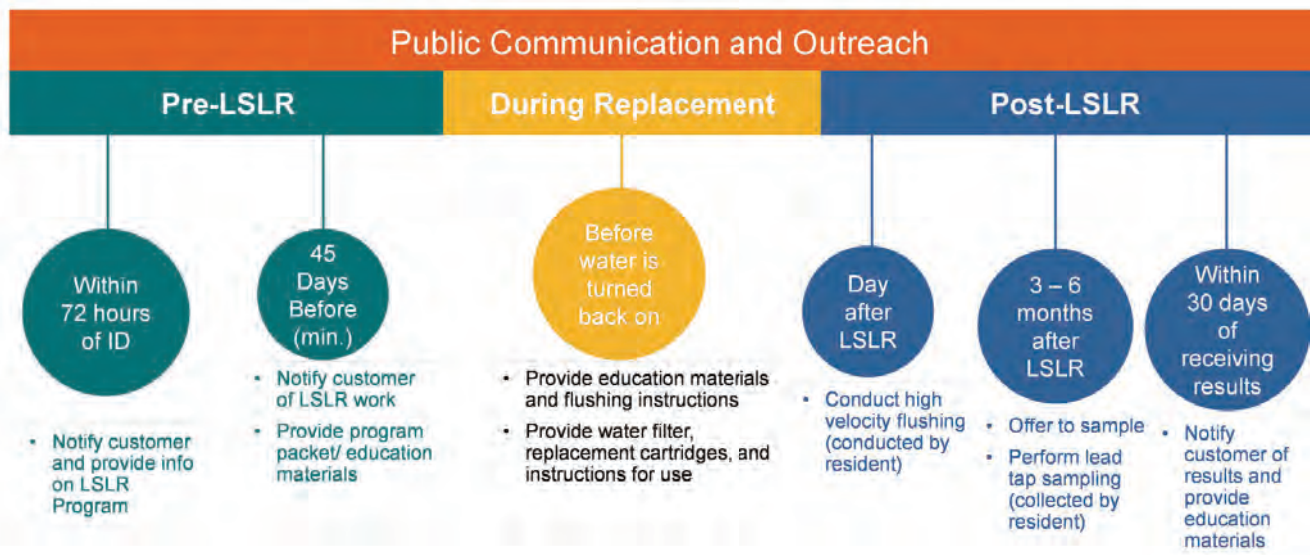 Public Communication and Outreach
Pre-LSLR
During Replacement
Post-LSLR
Within
72 hours
of ID
• Notify customer
and provide info
on LSLR
Program
45
Days
Before
(min.)
• Notify customer
of LSLR work
• Provide program
packet/ education
materials
Before
water is
turned
back on
• Provide education materials
and flushing instructions
• Provide water filter,
replacement cartridges, and
instructions for use
Day
after
LSLR
• Conduct high
velocity flushing
(conducted by
resident)
3 – 6
months
after
LSLR
• Offer to sample
• Perform lead
tap sampling
(collected by
resident)
Within
30 days
of
receiving
results
• Notify
customer of
results and
provide
education
materials